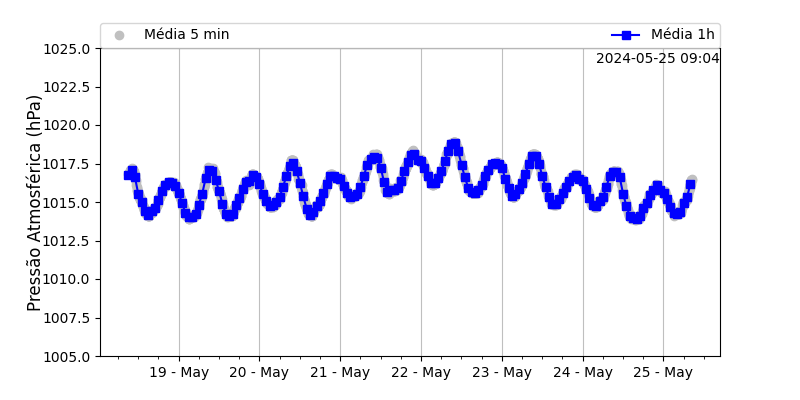 Média 5 min
Média 1h
2024-05-25 09:04
Pressão Atmosférica (hPa)
1025.0
1022.5
1020.0
1017.5
1015.0
1012.5
1010.0
1007.5
1005.0
19 - May
20 - May
21 - May
22 - May
23 - May
24 - May
25 - May